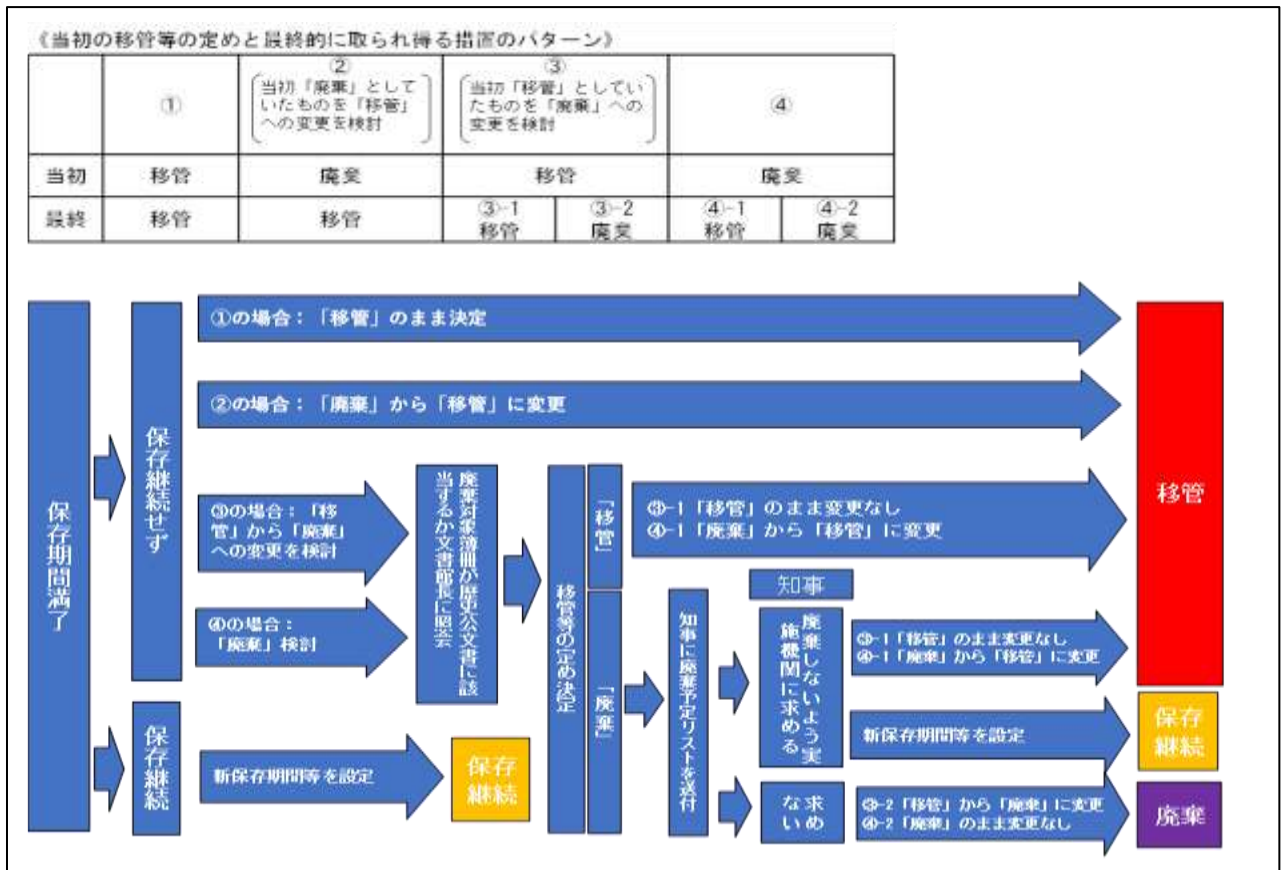 《当初の移管等の定めと最終的に取られ得る措置のパターン》
①
②
当初「廃棄」として
いたものを「移管」
への変更を検討
③
当初「移管」としてい
たものを「廃棄」への
変更を検討
④
当初
移管
廃棄
移管
廃棄
最終
移管
移管
③-1
移管
③-2
廃棄
④-1
移管
④-2
廃棄
保存期間満了
保存継続せず
①の場合:「移管」のまま決定
②の場合:「廃棄」から「移管」に変更
③の場合:「移
管」から「廃棄」
への変更を検討
④の場合:
「廃棄」検討
廃棄対象簿冊が歴史公文書に該
当するか文書館長に照会
移管等の定め決定
「移管」
③-1「移管」のまま変更なし
④-1「廃棄」から「移管」に変更
移管
「廃棄」
知事に廃棄予定リストを送付
知事
廃棄しないよう実
施機関に求める
③-1「移管」のまま変更なし
④-1「廃棄」から「移管」に変更
新保存期間等を設定
保存
継続
求め
ない
③-2「移管」から「廃棄」に変更
④-2「廃棄」のまま変更なし
廃棄
保存継続
新保存期間等を設定
保存
継続